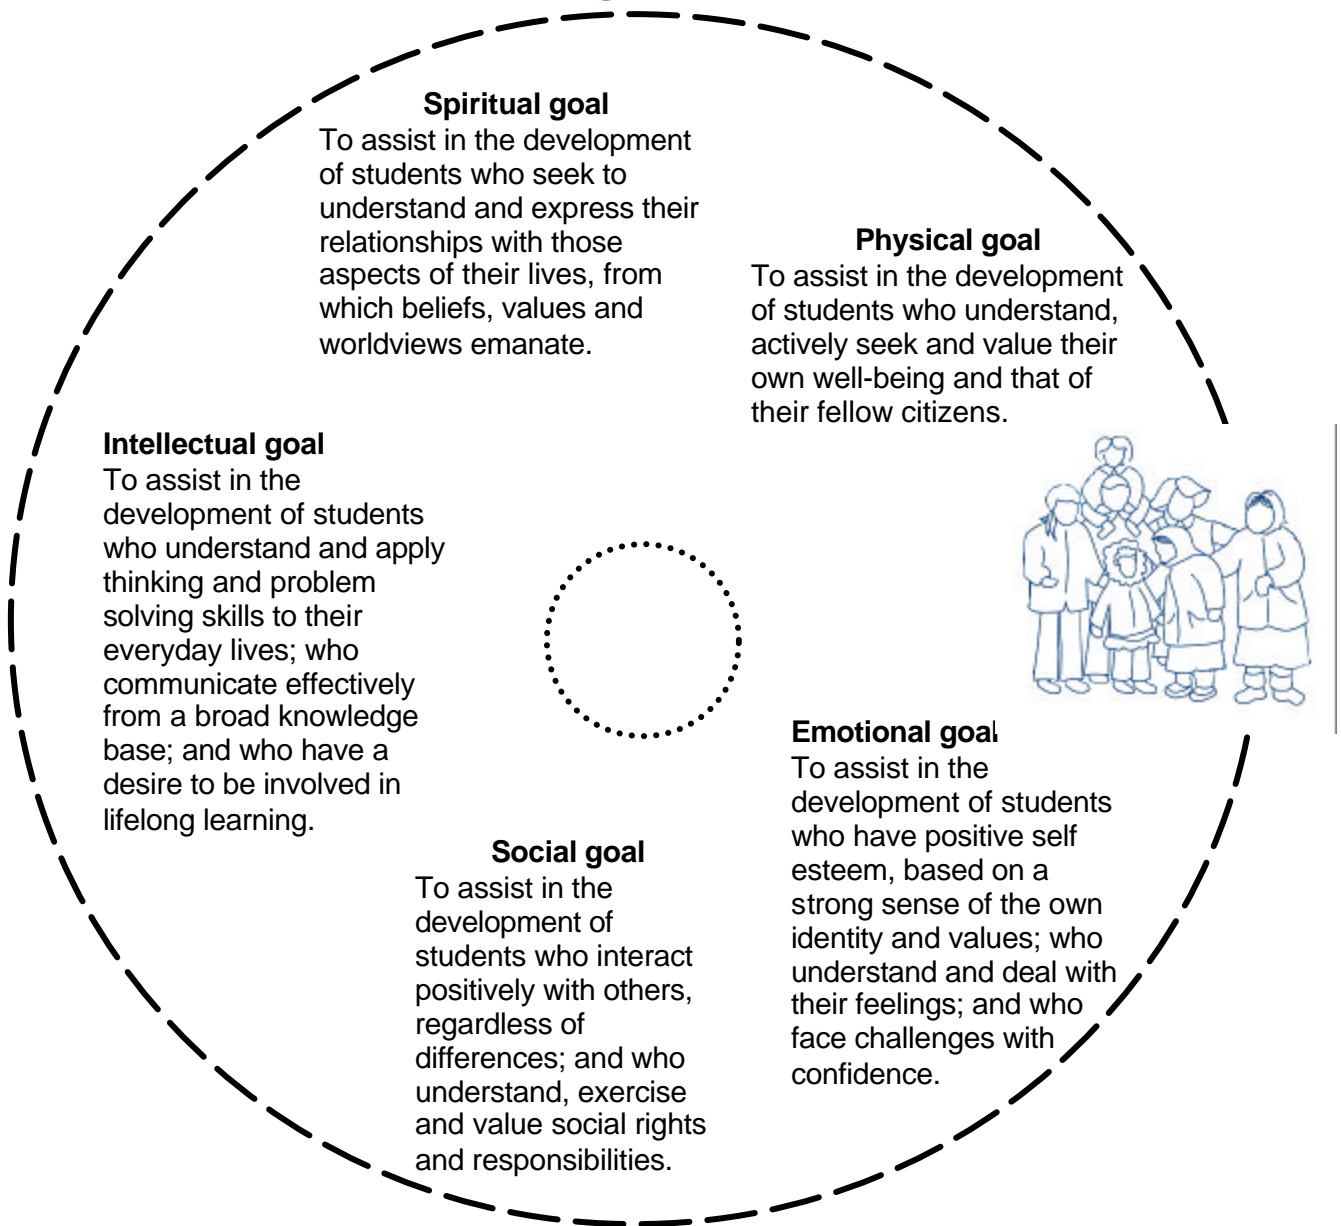 Spiritual goal
To assist in the development
of students who seek to
understand and express their
relationships with those
aspects of their lives, from
which beliefs, values and
worldviews emanate.
Physical goal
To assist in the development
of students who understand,
actively seek and value their
own well-being and that of
their fellow citizens.
Intellectual goal
To assist in the
development of students
who understand and apply
thinking and problem
solving skills to their
everyday lives; who
communicate effectively
from a broad knowledge
base; and who have a
desire to be involved in
lifelong learning.
Emotional goal
To assist in the
development of students
who have positive self
esteem, based on a
strong sense of the own
identity and values; who
understand and deal with
their feelings; and who
face challenges with
confidence.
Social goal
To assist in the
development of
students who interact
positively with others,
regardless of
differences; and who
understand, exercise
and value social rights
and responsibilities.